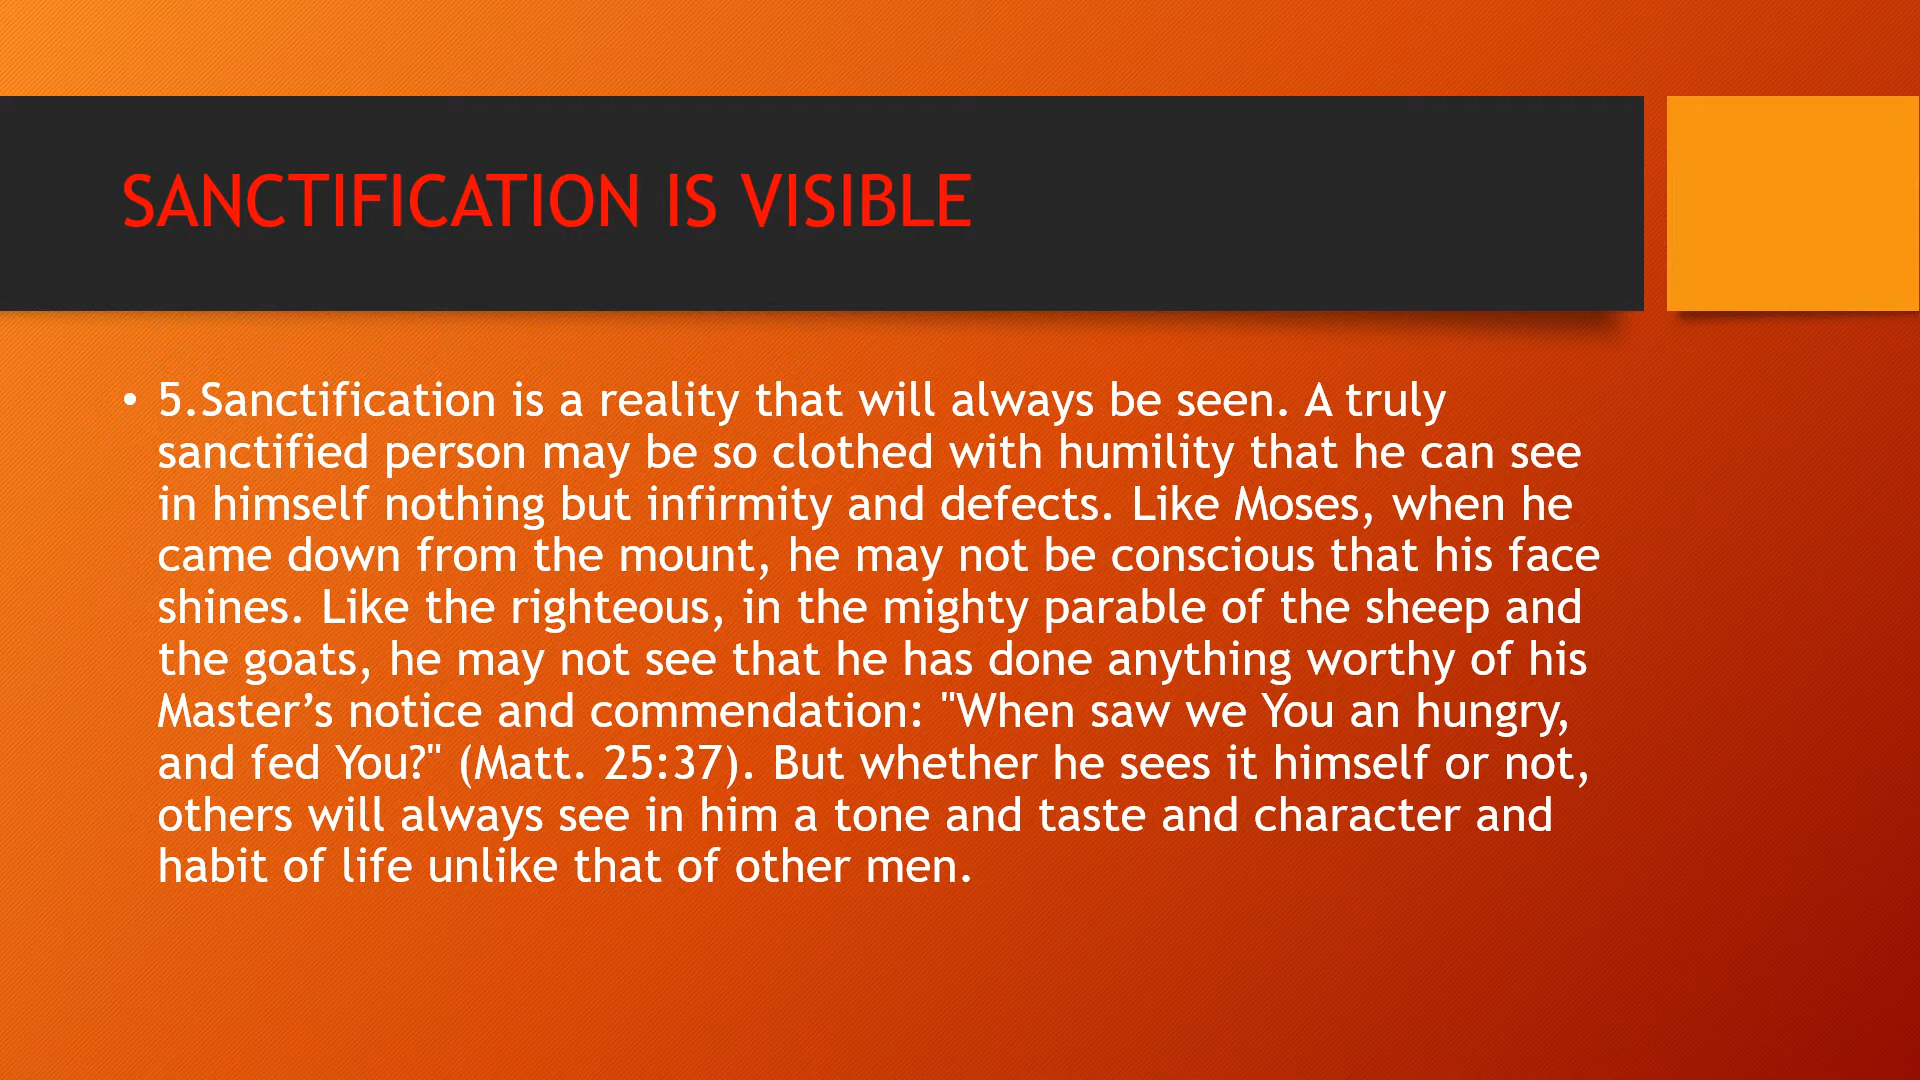 SANCTIFICATION IS VISIBLE
• 5.Sanctification is a reality that will always be seen. A truly
sanctified person may be so clothed with humility that he can see
in himself nothing but infirmity and defects. Like Moses, when he
came down from the mount, he may not be conscious that his face
shines. Like the righteous, in the mighty parable of the sheep and
the goats, he may not see that he has done anything worthy of his
Master’s notice and commendation: "When saw we You an hungry,
and fed You?" (Matt. 25:37). But whether he sees it himself or not,
others will always see in him a tone and taste and character and
habit of life unlike that of other men.